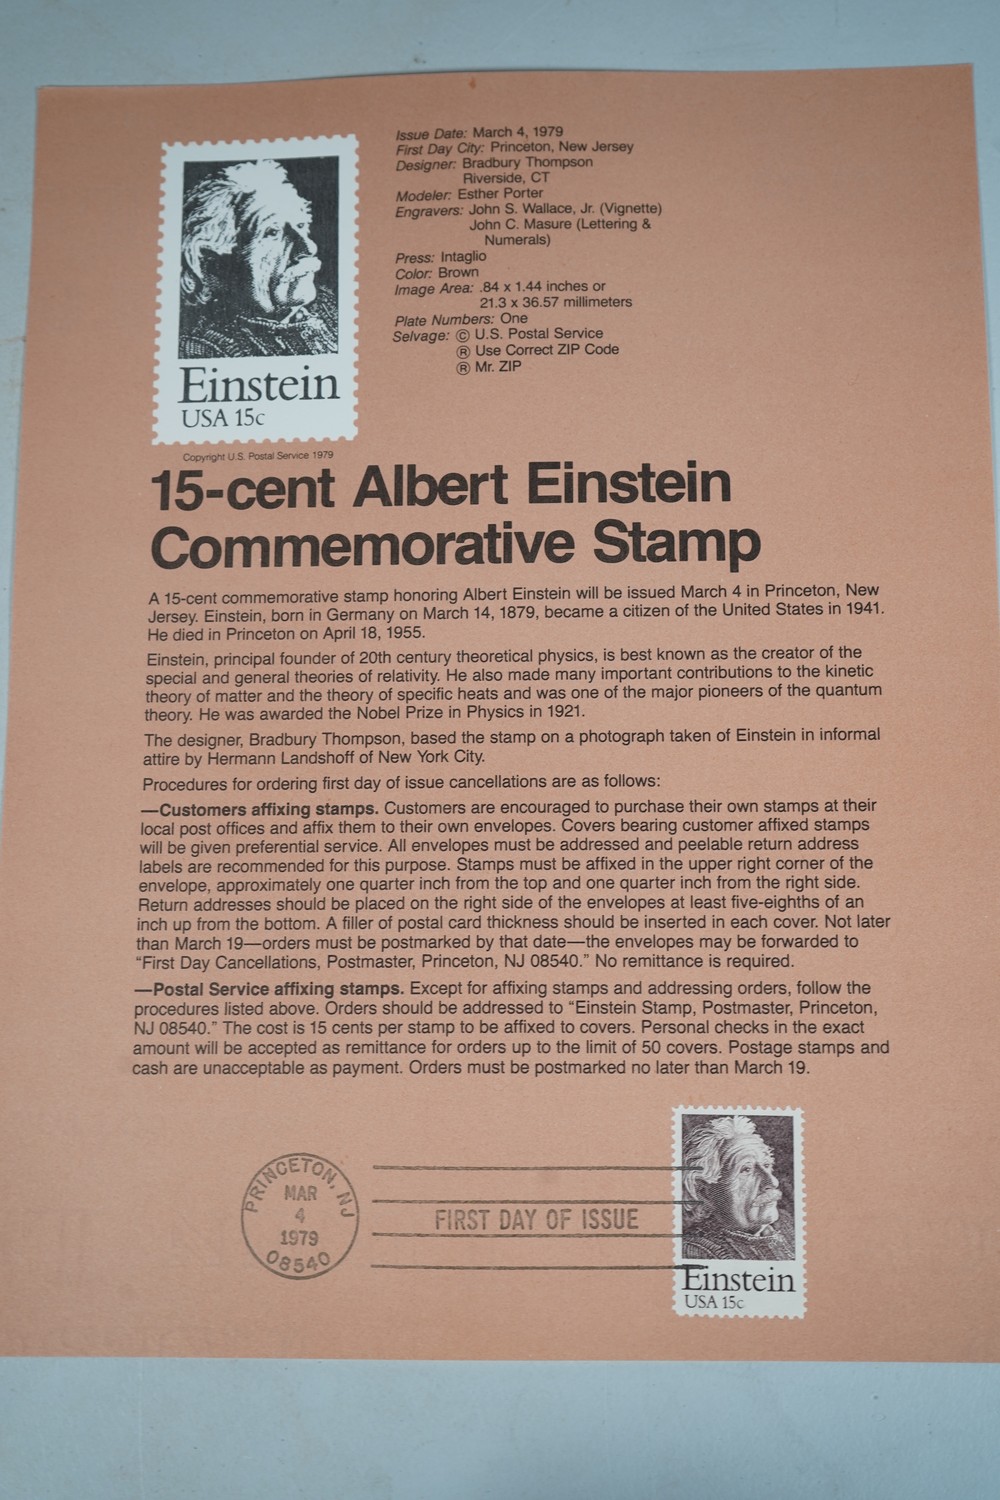 Einstein
USA 15c
Copyright U.S. Postal Service 1979
Issue Date: March 4, 1979
First Day City: Princeton, New Jersey
Designer: Bradbury Thompson
Riverside, CT
Modeler: Esther Porter
Engravers: John S. Wallace, Jr. (Vignette)
John C. Masure (Lettering &
Numerals)
Press: Intaglio
Color: Brown
Image Area: .84 x 1.44 inches or
21.3 x 36.57 millimeters
Plate Numbers: One
Selvage: © U.S. Postal Service
® Use Correct ZIP Code
® Mr. ZIP
15-cent Albert Einstein
Commemorative Stamp
A 15-cent commemorative stamp honoring Albert Einstein will be issued March 4 in Princeton, New
Jersey. Einstein, born in Germany on March 14, 1879, became a citizen of the United States in 1941.
He died in Princeton on April 18, 1955.
Einstein, principal founder of 20th century theoretical physics, is best known as the creator of the
special and general theories of relativity. He also made many important contributions to the kinetic
theory of matter and the theory of specific heats and was one of the major pioneers of the quantum
theory. He was awarded the Nobel Prize in Physics in 1921.
The designer, Bradbury Thompson, based the stamp on a photograph taken of Einstein in informal
attire by Hermann Landshoff of New York City.
Procedures for ordering first day of issue cancellations are as follows:
—Customers affixing stamps. Customers are encouraged to purchase their own stamps at their
local post offices and affix them to their own envelopes. Covers bearing customer affixed stamps
will be given preferential service. All envelopes must be addressed and peelable return address
labels are recommended for this purpose. Stamps must be affixed in the upper right corner of the
envelope, approximately one quarter inch from the top and one quarter inch from the right side.
Return addresses should be placed on the right side of the envelopes at least five-eighths of an
inch up from the bottom. A filler of postal card thickness should be inserted in each cover. Not later
than March 19—orders must be postmarked by that date—the envelopes may be forwarded to
“First Day Cancellations, Postmaster, Princeton, NJ 08540.” No remittance is required.
—Postal Service affixing stamps. Except for affixing stamps and addressing orders, follow the
procedures listed above. Orders should be addressed to “Einstein Stamp, Postmaster, Princeton,
NJ 08540.” The cost is 15 cents per stamp to be affixed to covers. Personal checks in the exact
amount will be accepted as remittance for orders up to the limit of 50 covers. Postage stamps and
cash are unacceptable as payment. Orders must be postmarked no later than March 19.
PRINCETON, NJ
MAR
4
1979
08540
FIRST DAY OF ISSUE
Einstein
USA 15c